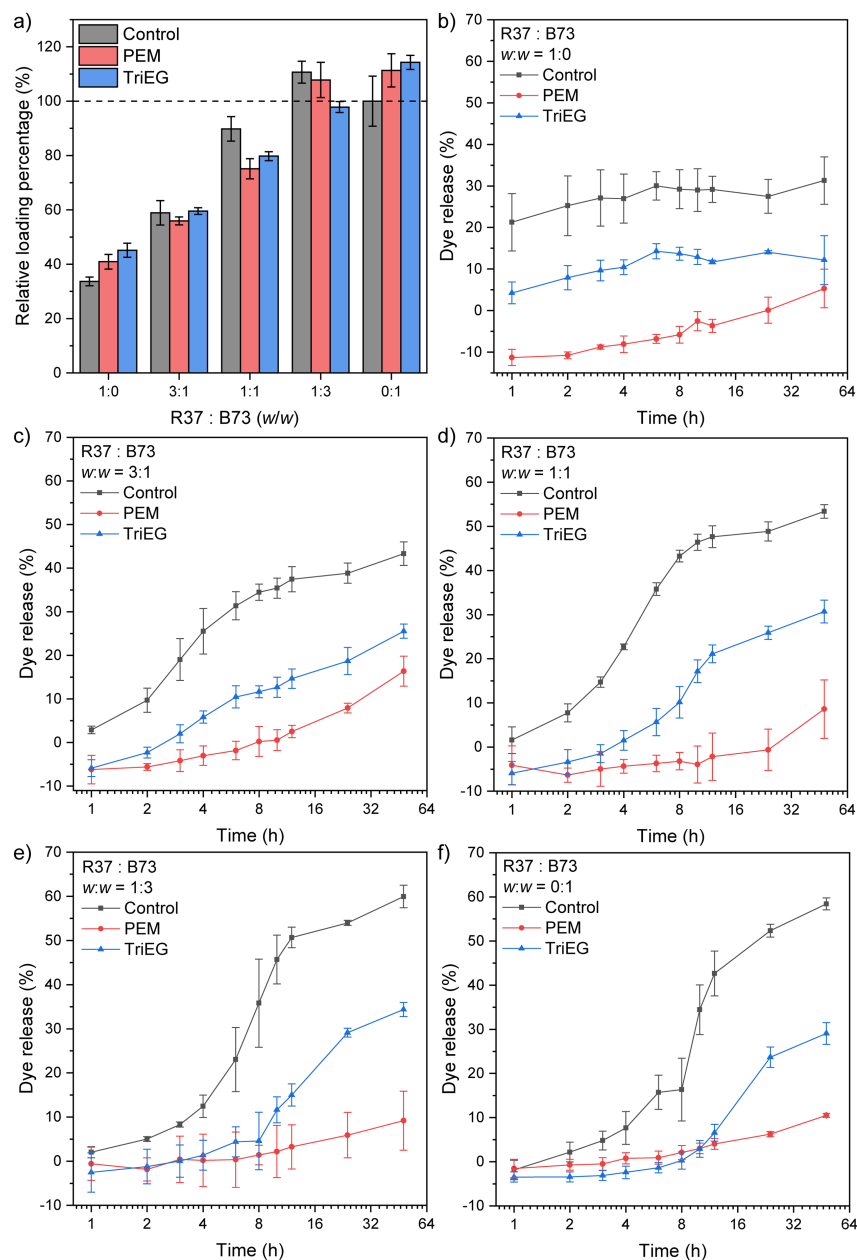 a)
Control
PEM
TriEG
Relative loading percentage (%)
120
100
80
60
40
20
0
1:0 3:1 1:1 1:3 0:1
R37 : B73 (w/w)
b)
R37 : B73
w:w = 1:0
Control
PEM
TriEG
Dye release (%)
70
60
50
40
30
20
10
0
-10
1 2 4 8 16 32 64
Time (h)
c)
R37 : B73
w:w = 3:1
Control
PEM
TriEG
Dye release (%)
70
60
50
40
30
20
10
0
-10
1 2 4 8 16 32 64
Time (h)
d)
R37 : B73
w:w = 1:1
Control
PEM
TriEG
Dye release (%)
70
60
50
40
30
20
10
0
-10
1 2 4 8 16 32 64
Time (h)
e)
R37 : B73
w:w = 1:3
Control
PEM
TriEG
Dye release (%)
70
60
50
40
30
20
10
0
-10
1 2 4 8 16 32 64
Time (h)
f)
R37 : B73
w:w = 0:1
Control
PEM
TriEG
Dye release (%)
70
60
50
40
30
20
10
0
-10
1 2 4 8 16 32 64
Time (h)